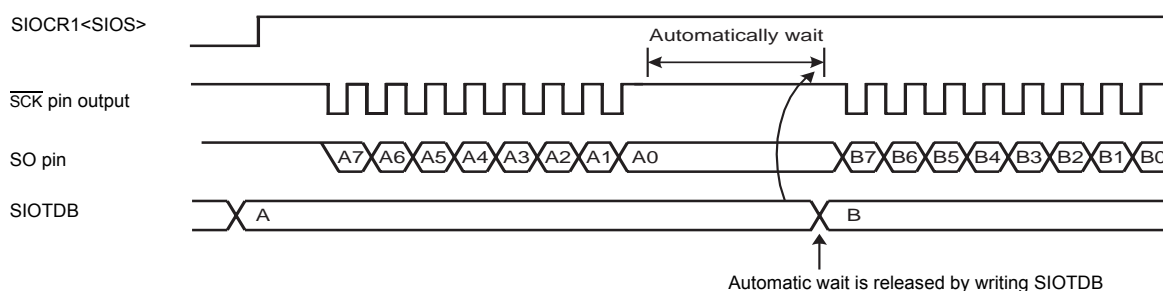 SIOCR1<SIOS>
Automatically wait
SCK pin output
SO pin
A7 A6 A5 A4 A3 A2 A1 A0 B7 B6 B5 B4 B3 B2 B1 B0
SIOTDB
A B
Automatic wait is released by writing SIOTDB